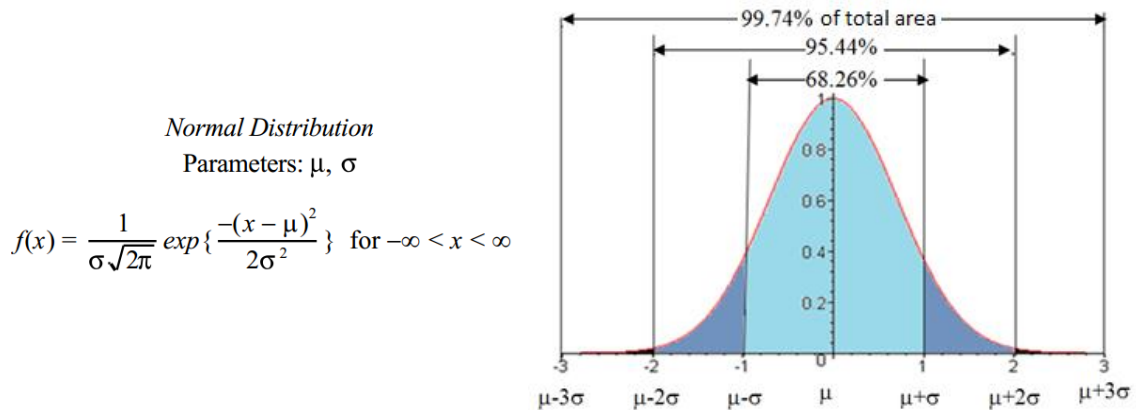 Normal Distribution
Parameters: μ, σ
f(x) = 1 / σ√2π exp{ −(x − μ)² / 2σ² } for −∞ < x < ∞
99.74% of total area
95.44%
68.26%
1
0.8
0.6
0.4
0.2
-3 -2 -1 0 1 2 3
μ-3σ μ-2σ μ-σ μ μ+σ μ+2σ μ+3σ